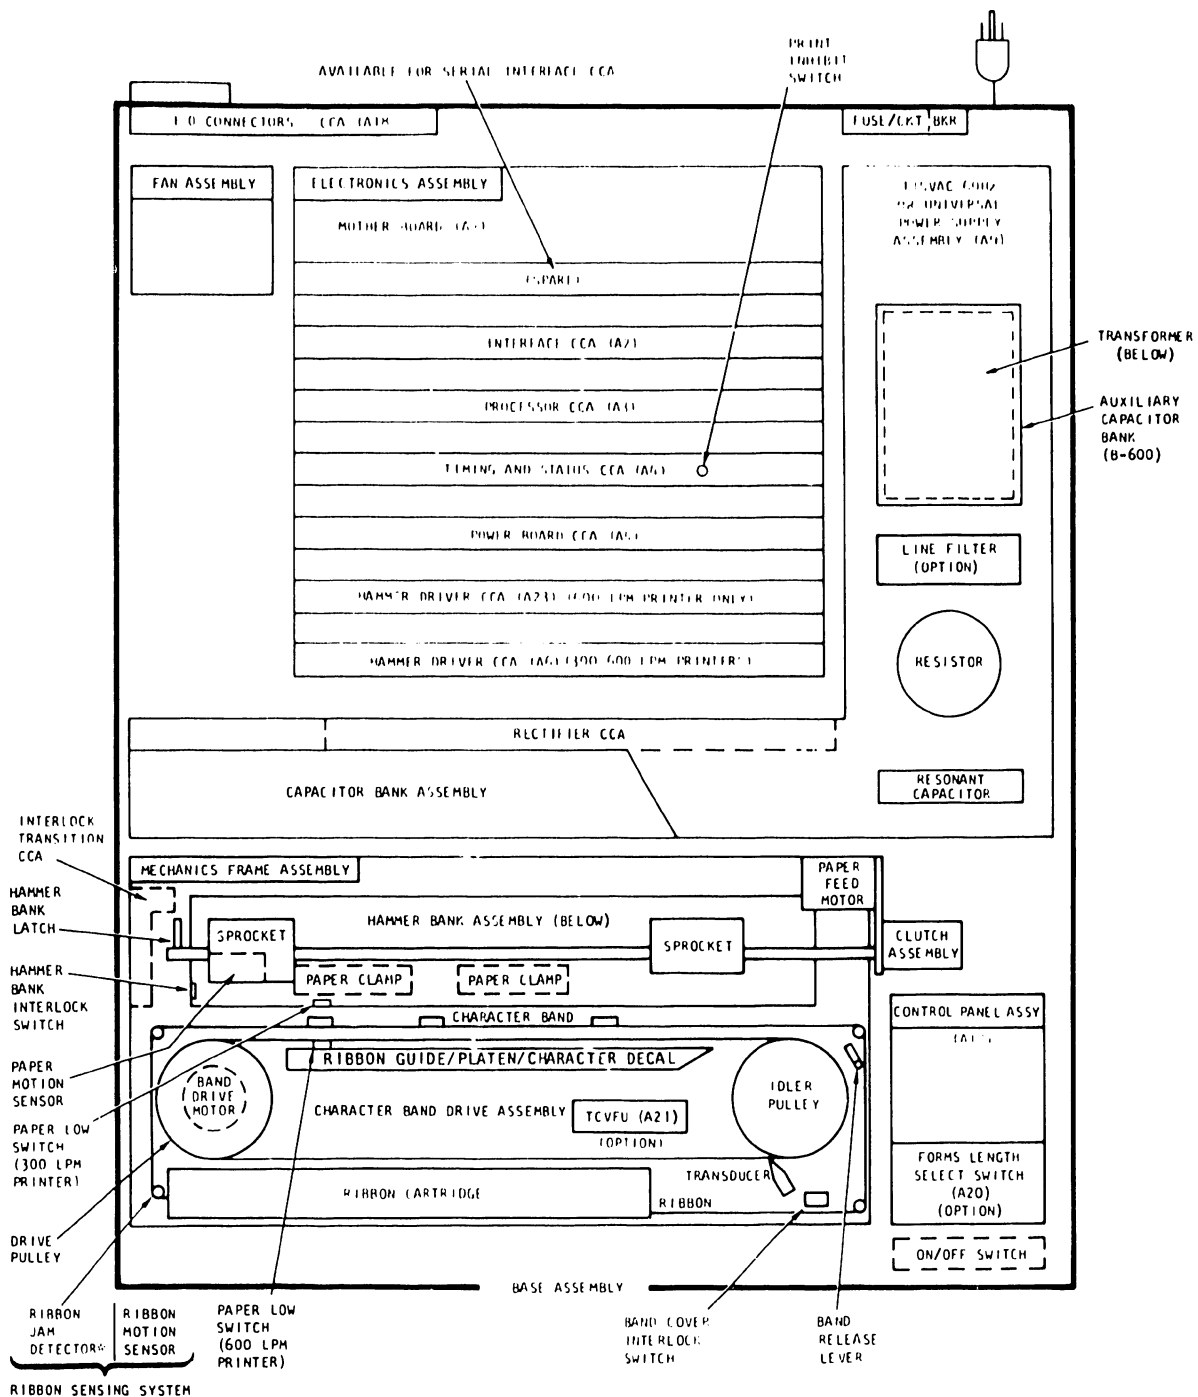 PRINT
INHIBIT
SWITCH
AVAILABLE FOR SERIAL INTERFACE CCA
I/O CONNECTORS CCA (A18
FUSE/CKT BKR
FAN ASSEMBLY
ELECTRONICS ASSEMBLY
MOTHER BOARD
115VAC 60HZ
OR UNIVERSAL
POWER SUPPLY
ASSEMBLY (A9)
(SPARE)
INTERFACE CCA (A2)
TRANSFORMER
(BELOW)
PROCESSOR CCA (A3)
AUXILIARY
CAPACITOR
BANK
(B-600)
TIMING AND STATUS CCA
POWER BOARD CCA
LINE FILTER
(OPTION)
HAMMER DRIVER CCA (A23) (600 LPM PRINTER ONLY)
HAMMER DRIVER CCA (A6) (300/600 LPM PRINTERS)
RESISTOR
RECTIFIER CCA
RESONANT
CAPACITOR
CAPACITOR BANK ASSEMBLY
INTERLOCK
TRANSITION
CCA
MECHANICS FRAME ASSEMBLY
PAPER
FEED
MOTOR
HAMMER
BANK
LATCH
HAMMER BANK ASSEMBLY (BELOW)
SPROCKET
SPROCKET
CLUTCH
ASSEMBLY
HAMMER
BANK
INTERLOCK
SWITCH
PAPER CLAMP
PAPER CLAMP
CHARACTER BAND
CONTROL PANEL ASSY
RIBBON GUIDE/PLATEN/CHARACTER DECAL
PAPER
MOTION
SENSOR
BAND
DRIVE
MOTOR
IDLER
PULLEY
CHARACTER BAND DRIVE ASSEMBLY
TCVFU (A21)
(OPTION)
PAPER LOW
SWITCH
(300 LPM
PRINTER)
FORMS LENGTH
SELECT SWITCH
(A20)
(OPTION)
TRANSDUCER
RIBBON CARTRIDGE
RIBBON
DRIVE
PULLEY
ON/OFF SWITCH
BASE ASSEMBLY
RIBBON
JAM
DETECTOR*
RIBBON
MOTION
SENSOR
PAPER LOW
SWITCH
(600 LPM
PRINTER)
BAND COVER
INTERLOCK
SWITCH
BAND
RELEASE
LEVER
RIBBON SENSING SYSTEM